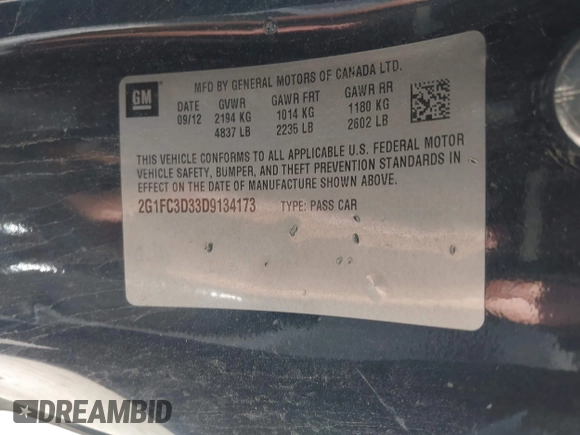 GM
MFD BY GENERAL MOTORS OF CANADA LTD.
DATE GVWR GAWR FRT GAWR RR
09/12 2194 KG 1014 KG 1180 KG
4837 LB 2235 LB 2602 LB
THIS VEHICLE CONFORMS TO ALL APPLICABLE U.S. FEDERAL MOTOR
VEHICLE SAFETY, BUMPER, AND THEFT PREVENTION STANDARDS IN
EFFECT ON THE DATE OF MANUFACTURE SHOWN ABOVE.
2G1FC3D33D9134173 TYPE: PASS CAR
DREAMBID